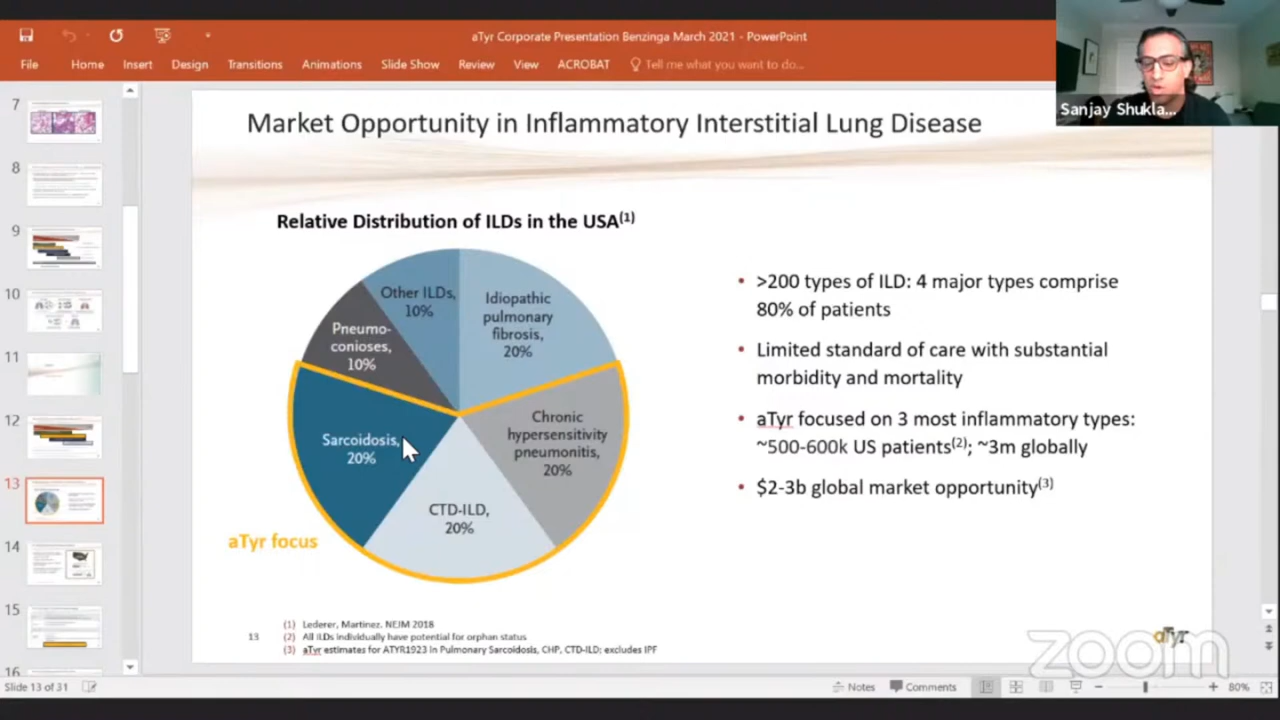 aTyr Corporate Presentation Benzinga March 2021 - PowerPoint
File Home Insert Design Transitions Animations Slide Show Review View ACROBAT Tell me what you want to do...
Sanjay Shukla...
7
8
9
10
11
12
13
14
15
16
Market Opportunity in Inflammatory Interstitial Lung Disease
Relative Distribution of ILDs in the USA(1)
Other ILDs,
10%
Idiopathic
pulmonary
fibrosis,
20%
Pneumo-
conioses,
10%
Chronic
hypersensitivity
pneumonitis,
20%
Sarcoidosis,
20%
CTD-ILD,
20%
aTyr focus
• >200 types of ILD: 4 major types comprise
80% of patients
• Limited standard of care with substantial
morbidity and mortality
• aTyr focused on 3 most inflammatory types:
~500-600k US patients(2); ~3m globally
• $2-3b global market opportunity(3)
(1) Lederer, Martinez. NEJM 2018
13 (2) All ILDs individually have potential for orphan status
(3) aTyr estimates for ATYR1923 in Pulmonary Sarcoidosis, CHP, CTD-ILD; excludes IPF
aTyr
zoom
Slide 13 of 31 Notes Comments 80%